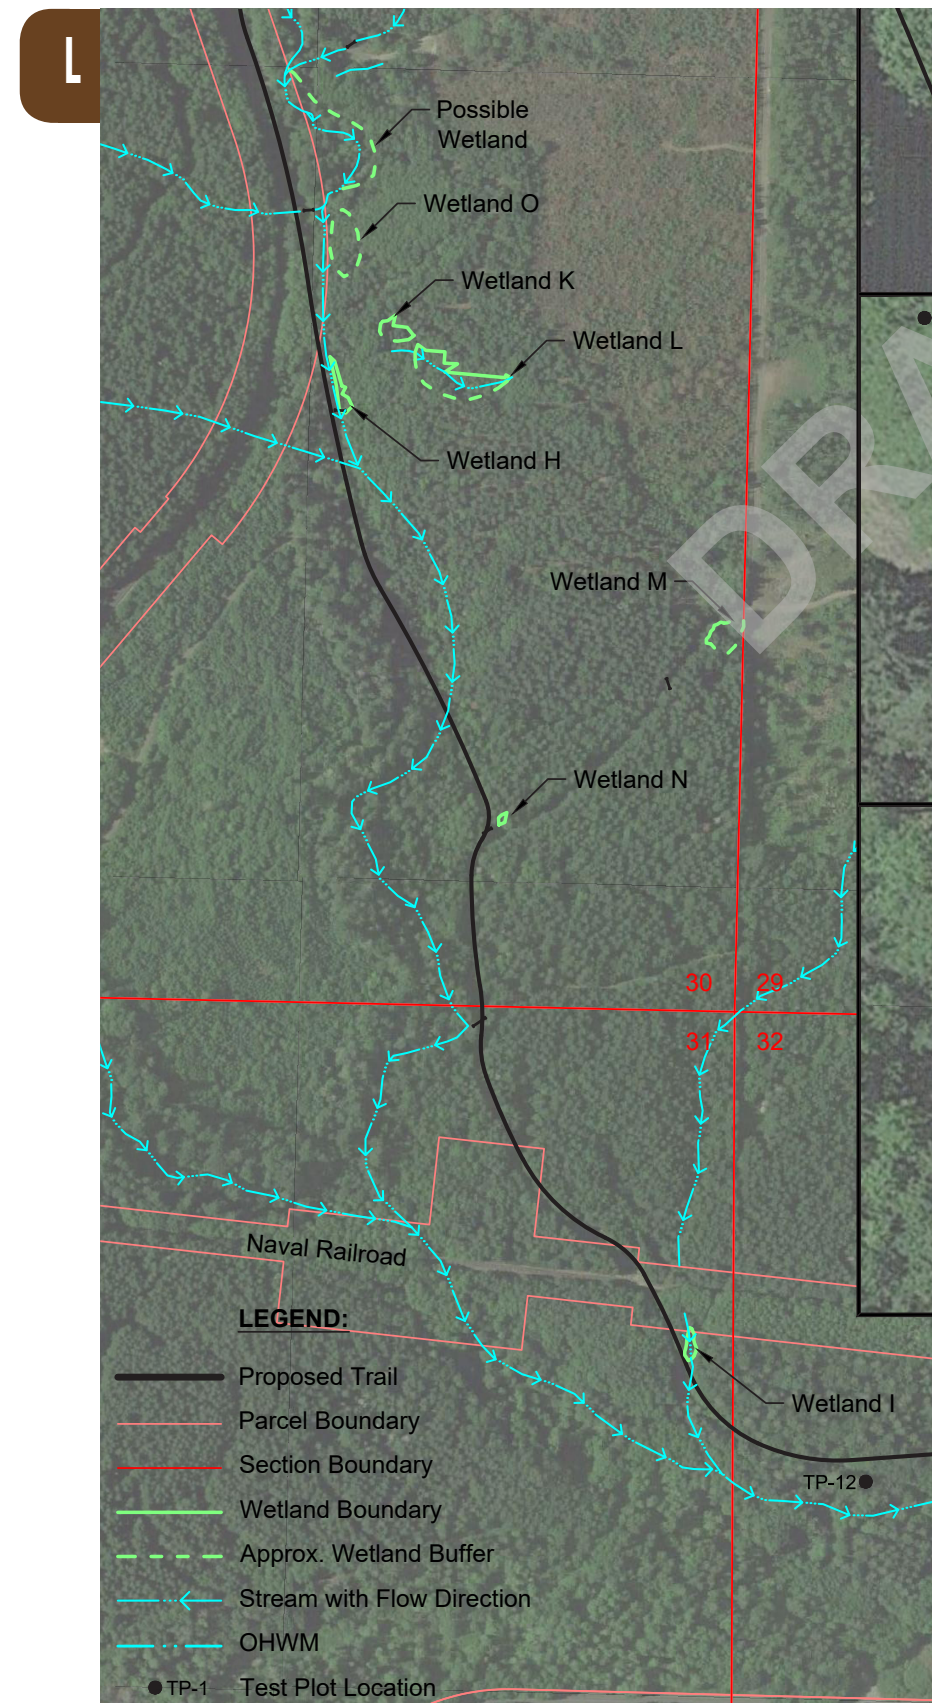 L
Possible
Wetland
Wetland O
Wetland K
Wetland L
Wetland H
DRA
Wetland M
Wetland N
30 29
31 32
Naval Railroad
LEGEND:
Proposed Trail
Parcel Boundary
Section Boundary
Wetland Boundary
Approx. Wetland Buffer
Stream with Flow Direction
OHWM
TP-1 Test Plot Location
Wetland I
TP-12